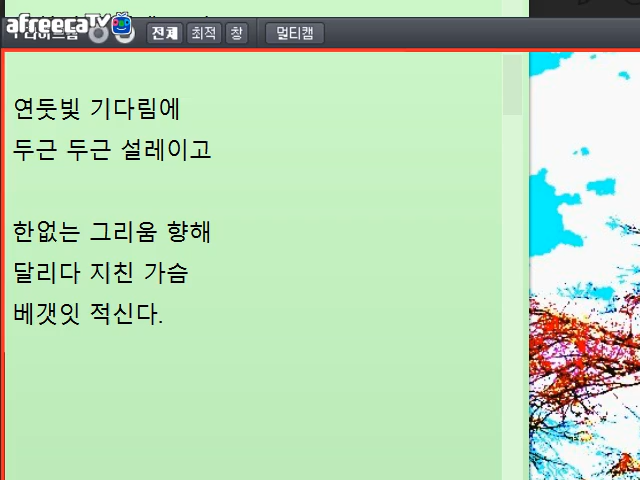 afreecaTV
전체 최적 창 멀티캠
연둣빛 기다림에
두근 두근 설레이고
한없는 그리움 향해
달리다 지친 가슴
베갯잇 적신다.